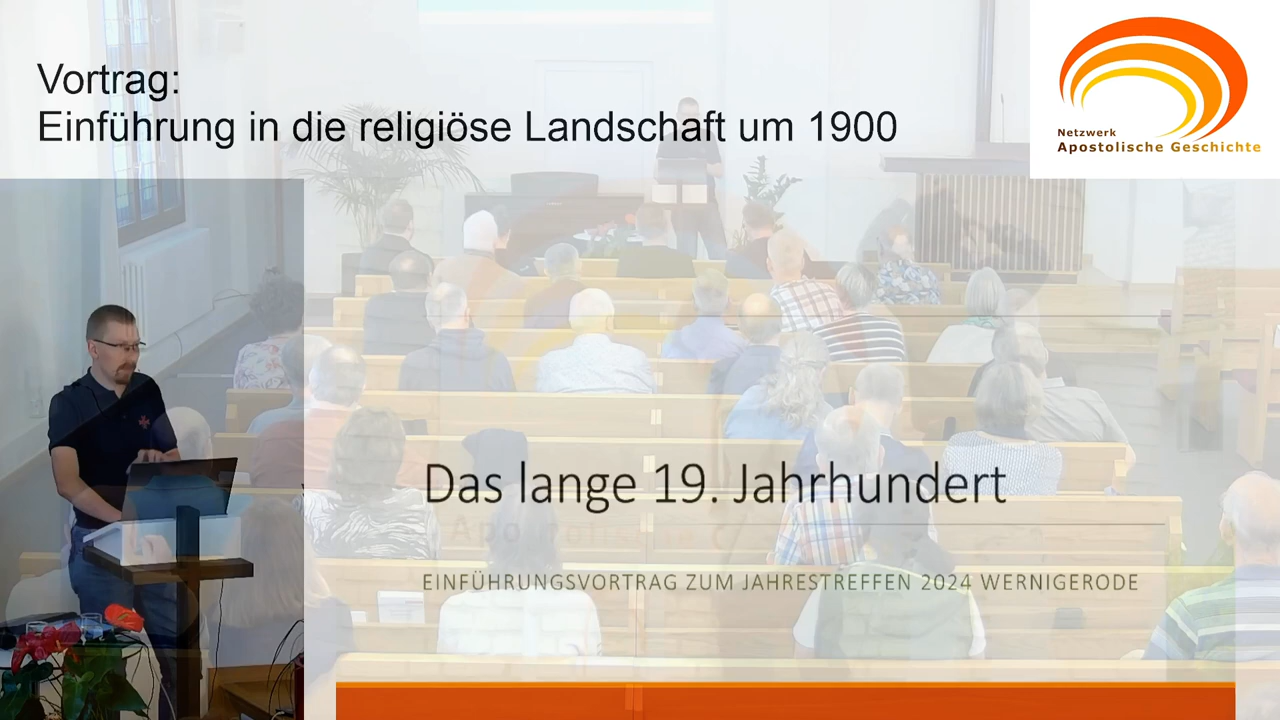 Vortrag:
Einführung in die religiöse Landschaft um 1900
Netzwerk
Apostolische Geschichte
Das lange 19. Jahrhundert
EINFÜHRUNGSVORTRAG ZUM JAHRESTREFFEN 2024 WERNIGERODE